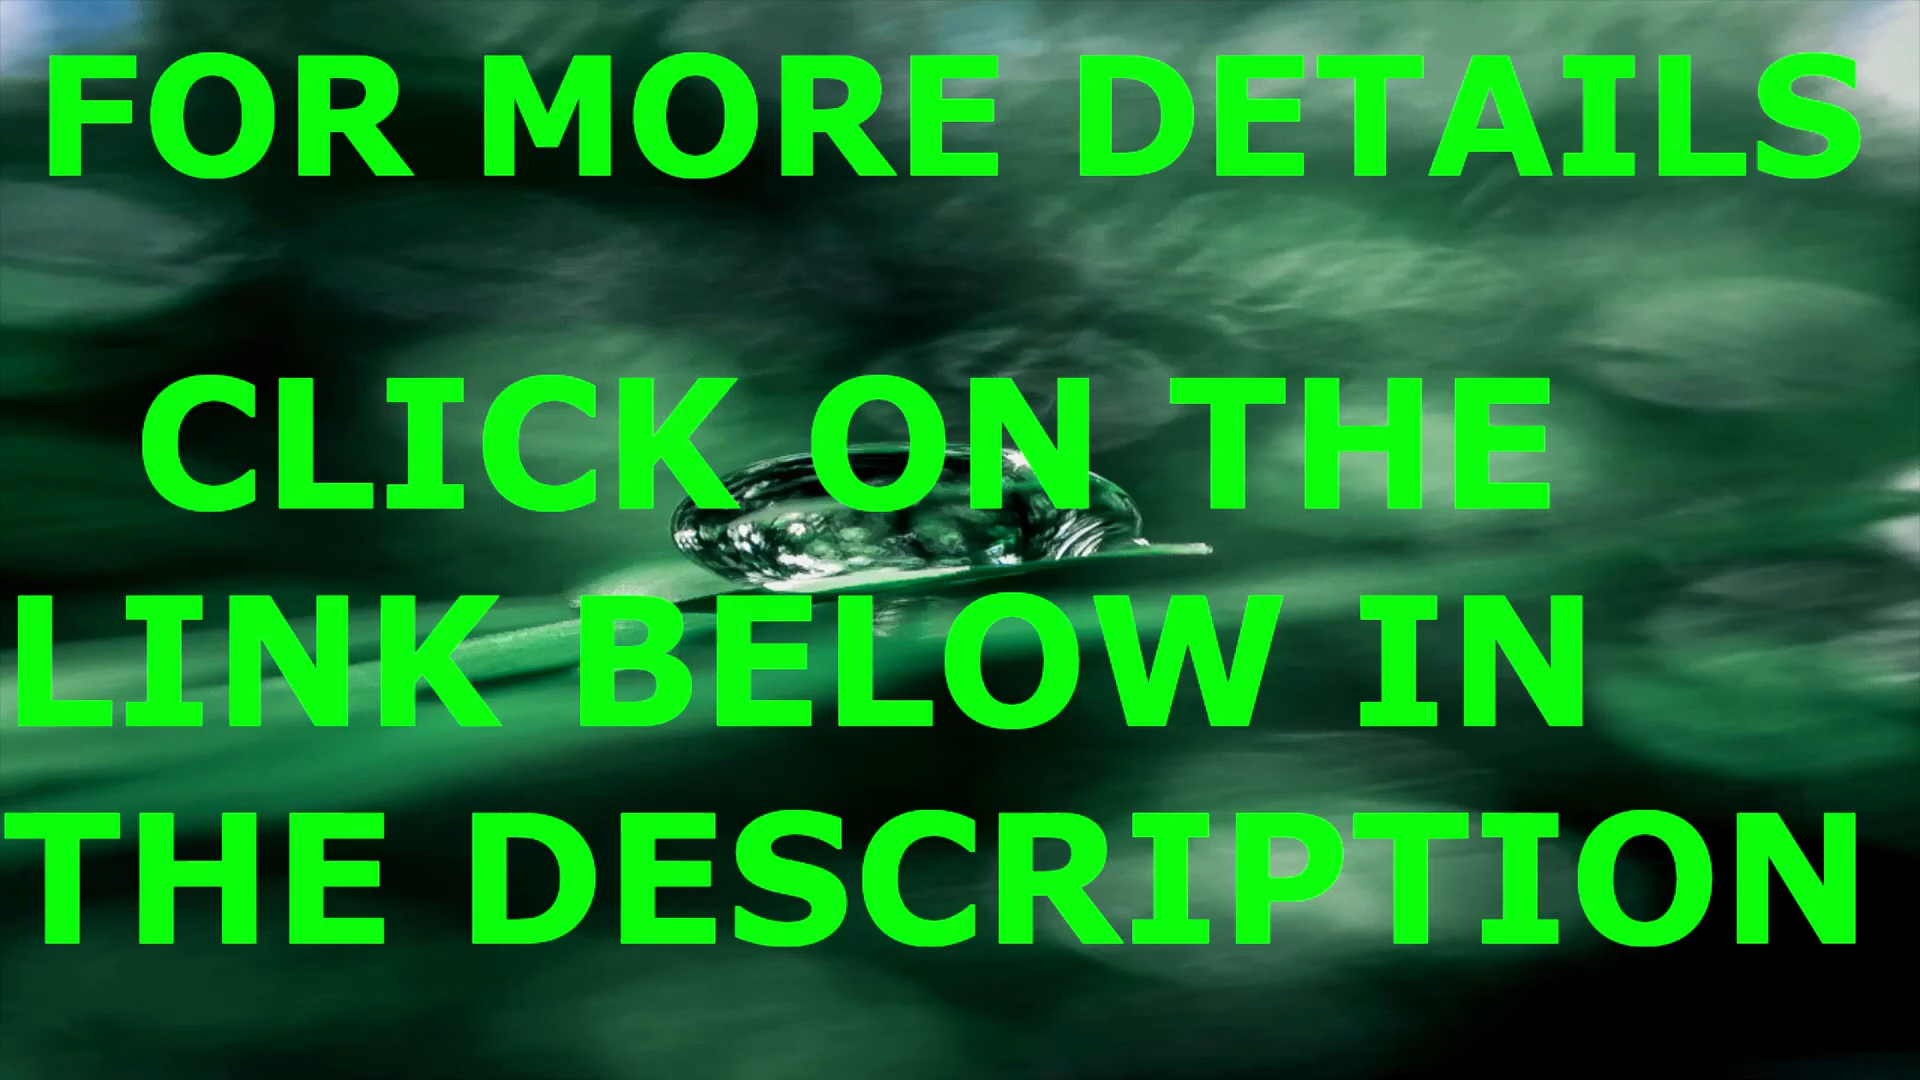 FOR MORE DETAILS
CLICK ON THE
LINK BELOW IN
THE DESCRIPTION